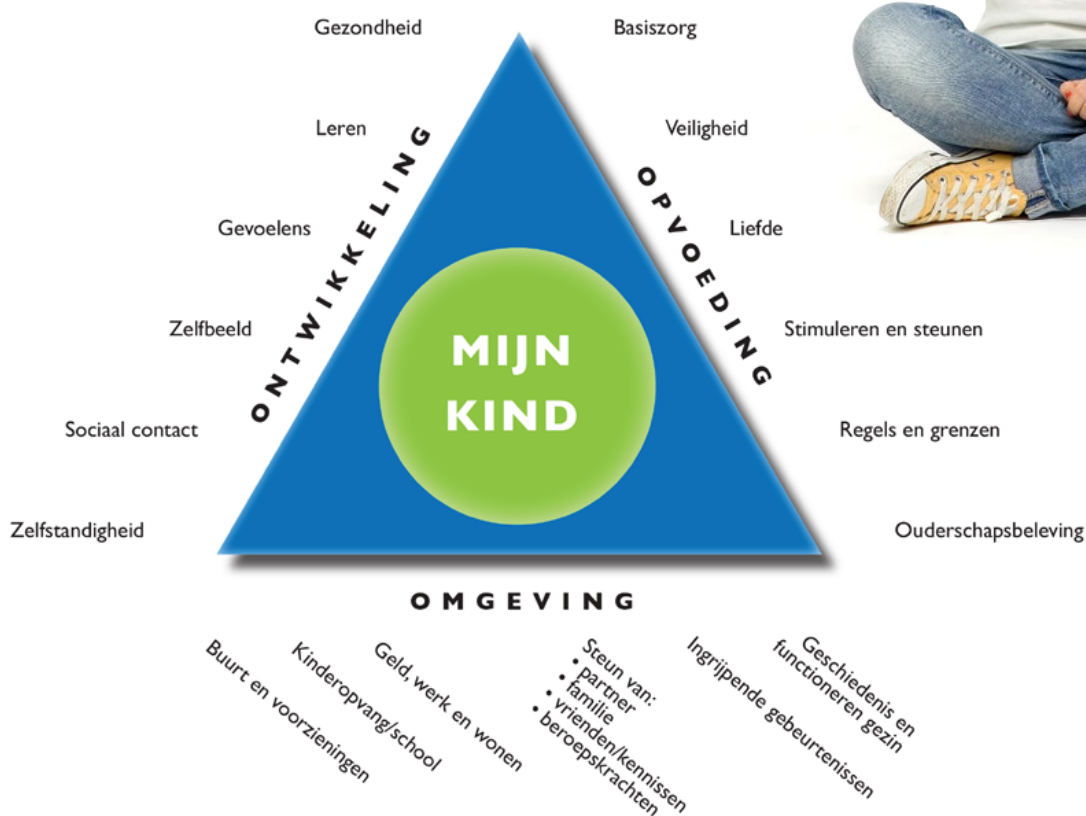 Gezondheid
Basiszorg
Leren
Veiligheid
ONTWIKKELING
OPVOEDING
Gevoelens
Liefde
Zelfbeeld
Stimuleren en steunen
MIJN
KIND
Sociaal contact
Regels en grenzen
Zelfstandigheid
Ouderschapsbeleving
OMGEVING
Buurt en voorzieningen
Kinderopvang/school
Geld, werk en wonen
Steun van:
• partner
• familie
• vrienden/kennissen
• beroepskrachten
Ingrijpende gebeurtenissen
Geschiedenis en
functioneren gezin